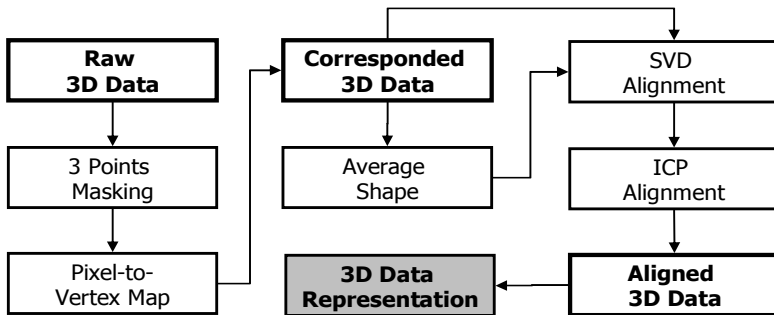 Raw
3D Data
3 Points
Masking
Pixel-to-
Vertex Map
Corresponded
3D Data
Average
Shape
SVD
Alignment
ICP
Alignment
Aligned
3D Data
3D Data
Representation